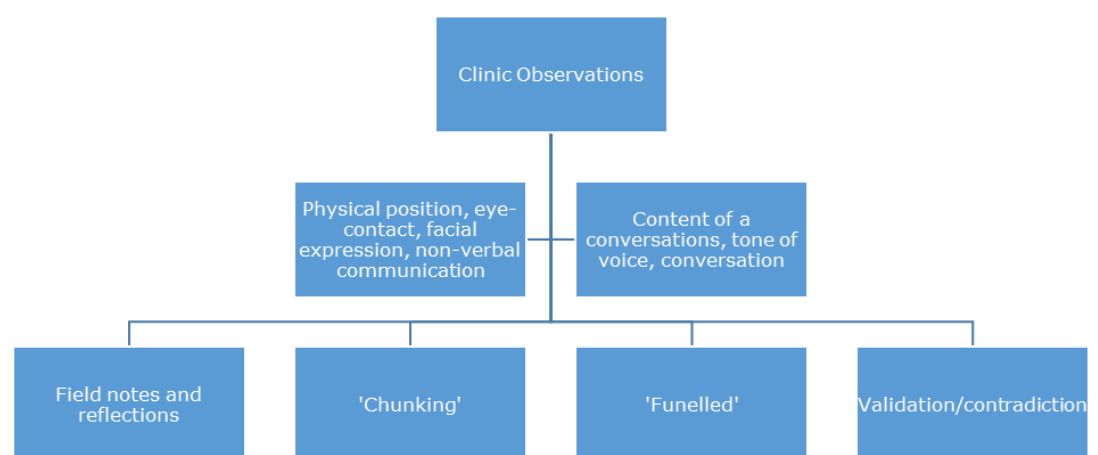 Clinic Observations
Physical position, eye-
contact, facial
expression, non-verbal
communication
Content of a
conversations, tone of
voice, conversation
Field notes and
reflections
'Chunking'
'Funelled'
Validation/contradiction